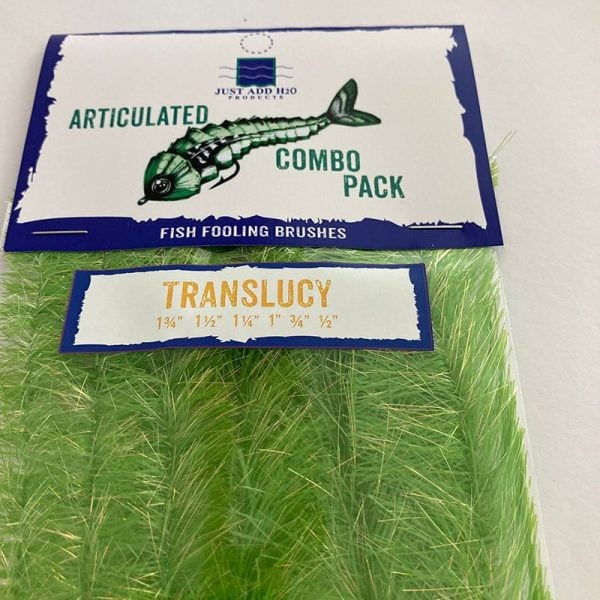 JUST ADD H2O
PRODUCTS
ARTICULATED
COMBO
PACK
FISH FOOLING BRUSHES
TRANSLUCY
1¾" 1½" 1¼" 1" ¾" ½"